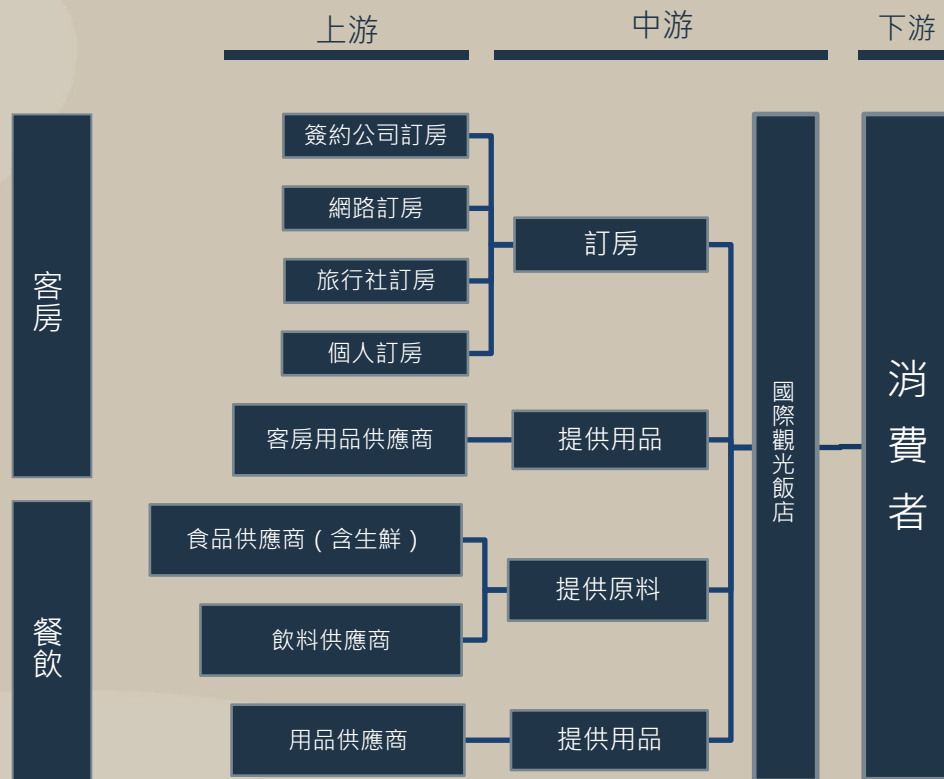 上游
中游
下游
客房
簽約公司訂房
網路訂房
旅行社訂房
個人訂房
訂房
客房用品供應商
提供用品
餐飲
食品供應商（含生鮮）
飲料供應商
提供原料
用品供應商
提供用品
國際觀光飯店
消費者